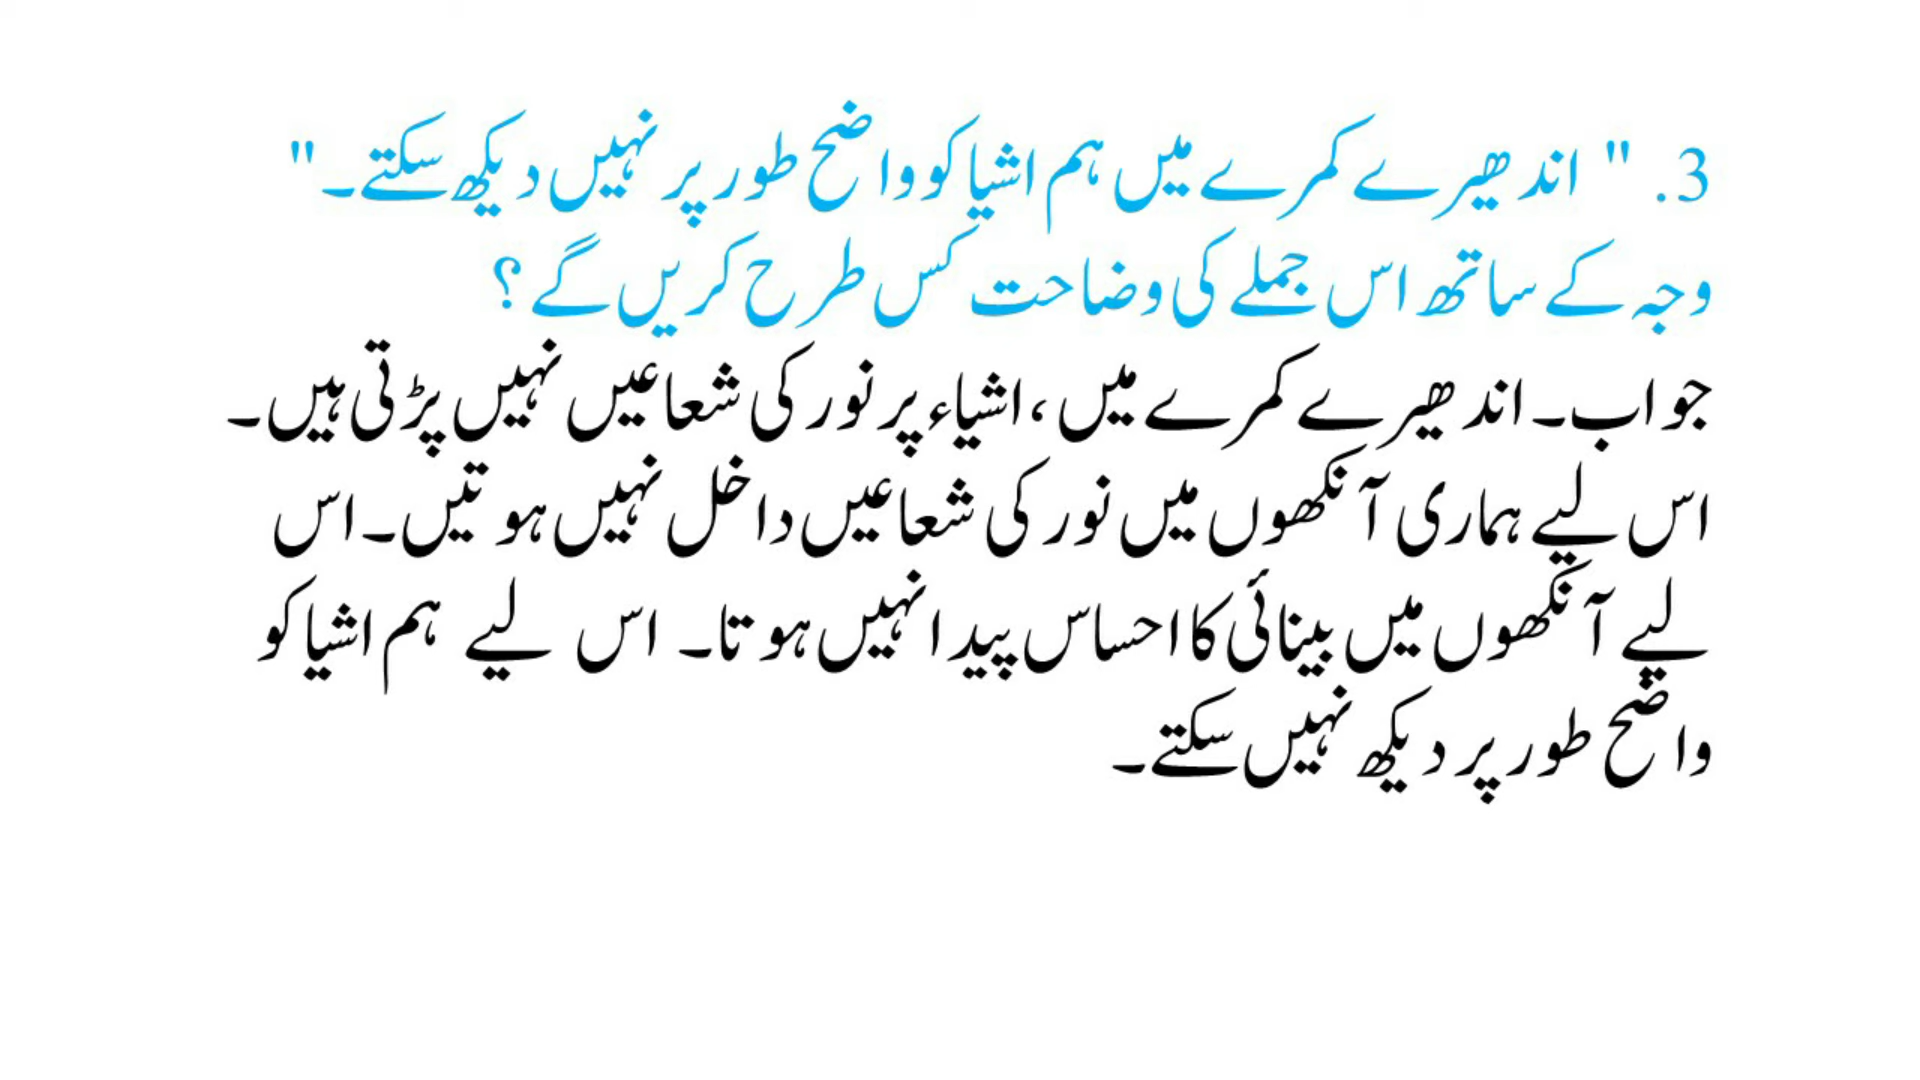 3. " اندھیرے کمرے میں ہم اشیا کو واضح طور پر نہیں دیکھ سکتے۔"
وجہ کے ساتھ اس جملے کی وضاحت کس طرح کریں گے ؟
جواب۔ اندھیرے کمرے میں ، اشیاء پر نور کی شعاعیں نہیں پڑتی ہیں۔
اس لیے ہماری آنکھوں میں نور کی شعاعیں داخل نہیں ہوتیں۔ اس
لیے آنکھوں میں بینائی کا احساس پیدا نہیں ہوتا۔ اس لیے ہم اشیا کو
واضح طور پر دیکھ نہیں سکتے۔